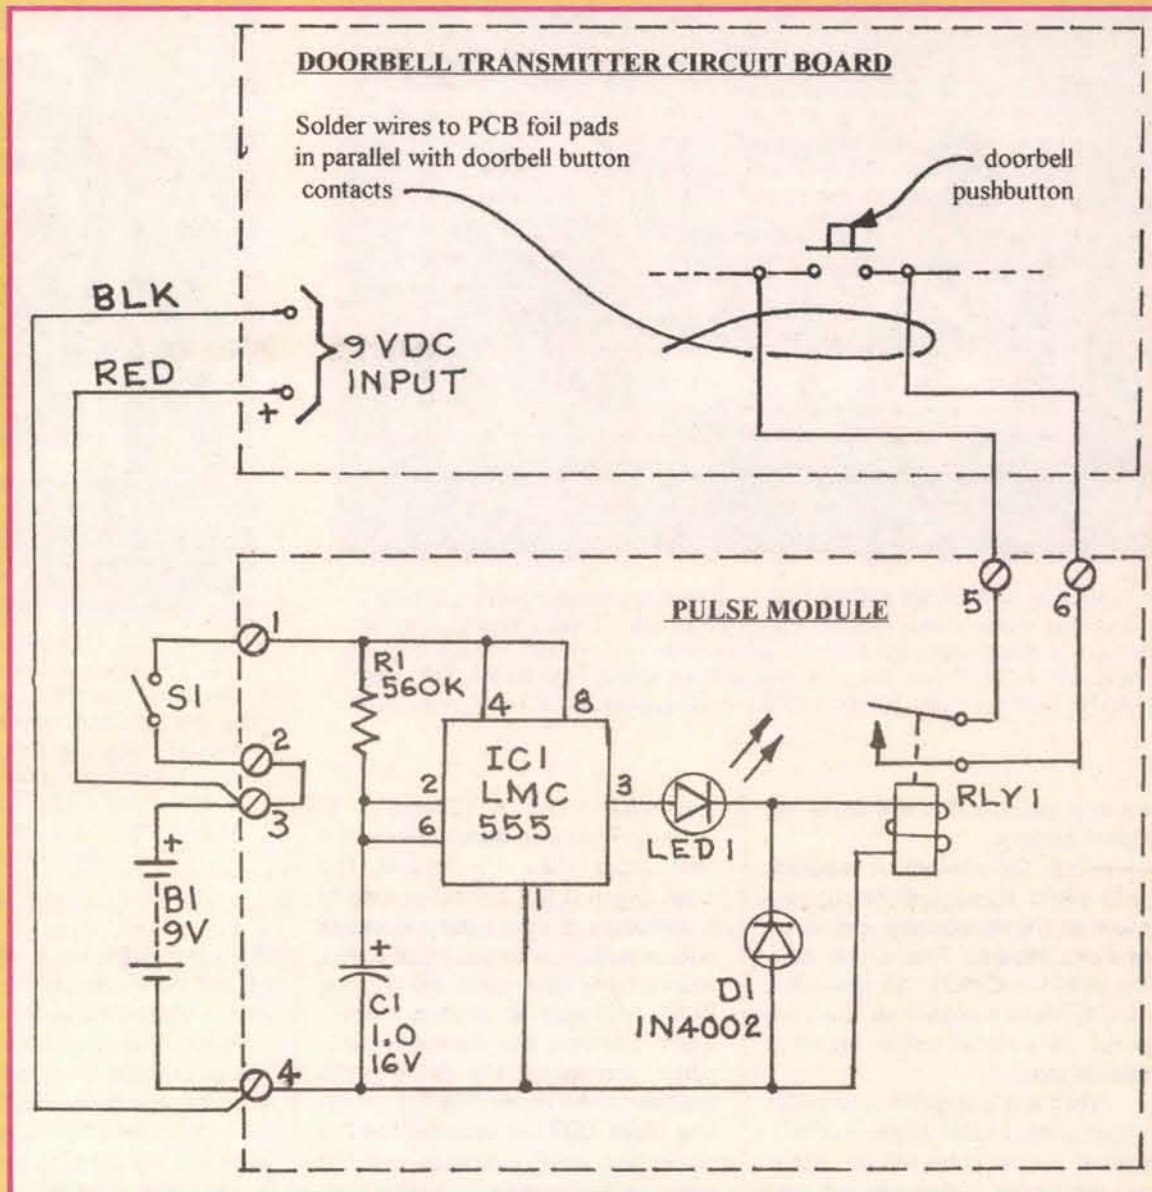 DOORBELL TRANSMITTER CIRCUIT BOARD
Solder wires to PCB foil pads
in parallel with doorbell button
contacts
doorbell
pushbutton
BLK
RED
+
9VDC
INPUT
5
6
PULSE MODULE
1
S1
2
3
R1
560K
4
8
IC1
LMC
555
2
6
3
1
LED1
RLY1
+
B1
9V
+
C1
1.0
16V
D1
1N4002
4